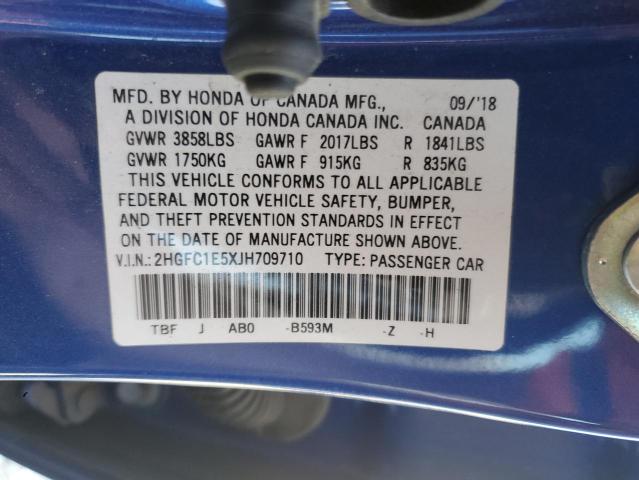 MFD. BY HONDA OF CANADA MFG., 09/'18
A DIVISION OF HONDA CANADA INC. CANADA
GVWR 3858LBS GAWR F 2017LBS R 1841LBS
GVWR 1750KG GAWR F 915KG R 835KG
THIS VEHICLE CONFORMS TO ALL APPLICABLE
FEDERAL MOTOR VEHICLE SAFETY, BUMPER,
AND THEFT PREVENTION STANDARDS IN EFFECT
ON THE DATE OF MANUFACTURE SHOWN ABOVE.
V.I.N.: 2HGFC1E5XJH709710 TYPE: PASSENGER CAR
TBF J AB0 -B593M -Z -H